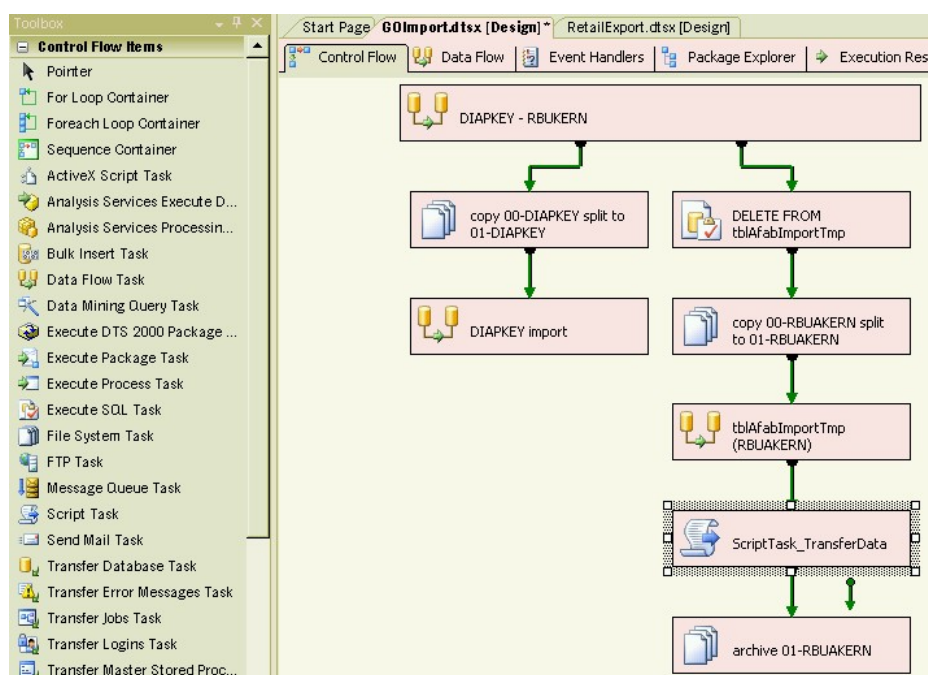 Toolbox
Start Page GOImport.dtsx [Design]* RetailExport.dtsx [Design]
Control Flow Items
Control Flow Data Flow Event Handlers Package Explorer Execution Res
Pointer
For Loop Container
Foreach Loop Container
Sequence Container
ActiveX Script Task
Analysis Services Execute D...
Analysis Services Processin...
Bulk Insert Task
Data Flow Task
Data Mining Query Task
Execute DTS 2000 Package ...
Execute Package Task
Execute Process Task
Execute SQL Task
File System Task
FTP Task
Message Queue Task
Script Task
Send Mail Task
Transfer Database Task
Transfer Error Messages Task
Transfer Jobs Task
Transfer Logins Task
Transfer Master Stored Proc...
DIAPKEY - RBUKERN
copy 00-DIAPKEY split to
01-DIAPKEY
DIAPKEY import
DELETE FROM
tblAfabImportTmp
copy 00-RBUAKERN split
to 01-RBUAKERN
tblAfabImportTmp
(RBUAKERN)
ScriptTask_TransferData
archive 01-RBUAKERN